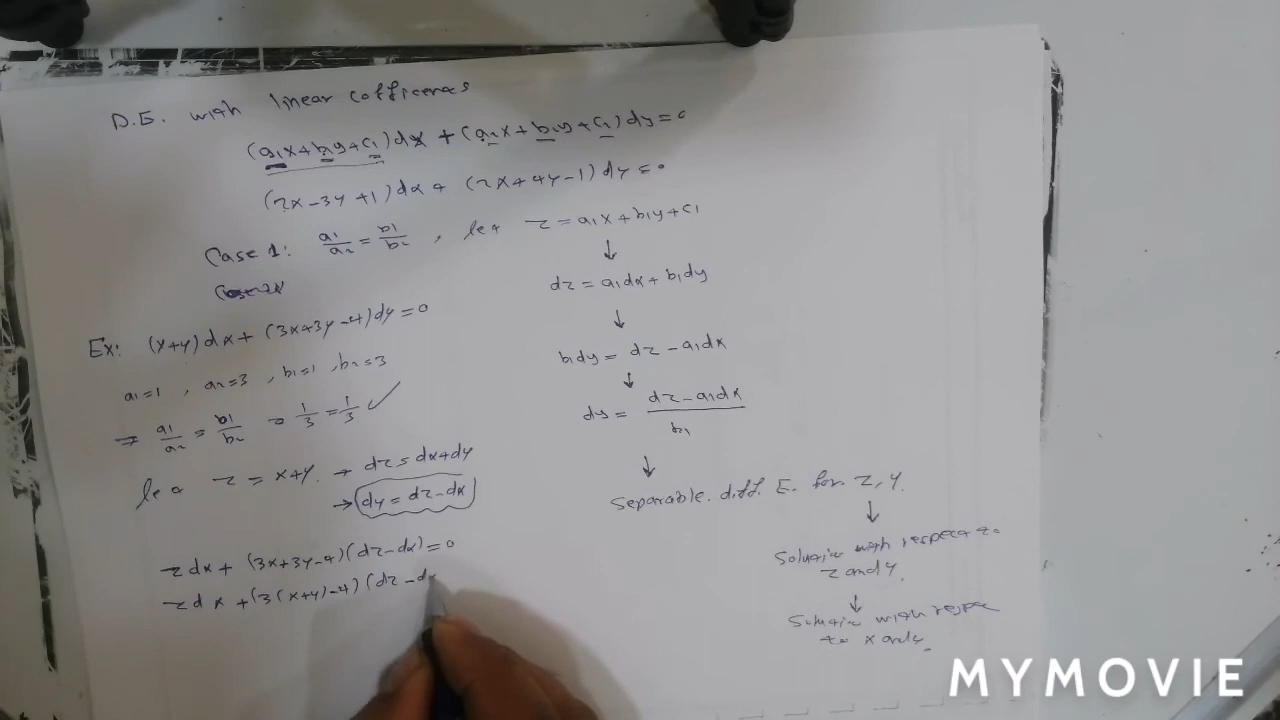 D.E. with linear cofficences
(a1x+b1y+c1)dx + (a2x+b2y+c2)dy=0
(2x-3y+1)dx + (2x+4y-1)dy=0
Case 1: a1/a2 = b1/b2 , let z=a1x+b1y+c1
↓
dz = a1dx+b1dy
↓
b1dy = dz - a1dx
↓
dy = dz-a1dx / b1
↓
Separable. diff. E. for z, y.
↓
Solution with respect to
z and y.
↓
Solution with respe
to x and y.
Ex: (x+y)dx+(3x+3y-4)dy=0
a1=1 , a2=3 , b1=1 , b2=3
⇒ a1/a2 = b1/b2 ⇒ 1/3 = 1/3 ✓
let z = x+y. → dz=dx+dy
→ dy = dz-dx
zdx + (3x+3y-4)(dz-dx)=0
zdx +(3(x+y)-4)(dz-dx
MYMOVIE